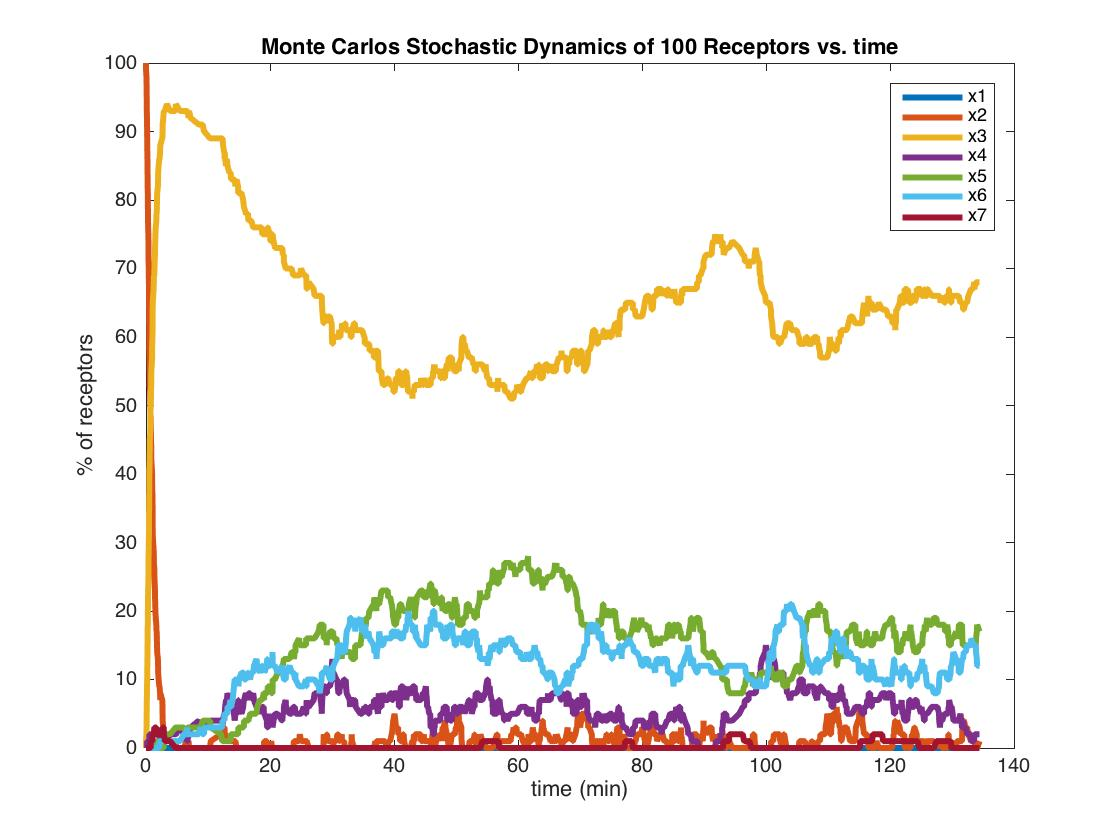 Monte Carlos Stochastic Dynamics of 100 Receptors vs. time
100
90
80
70
60
50
40
30
20
10
0
% of receptors
x1
x2
x3
x4
x5
x6
x7
0 20 40 60 80 100 120 140
time (min)